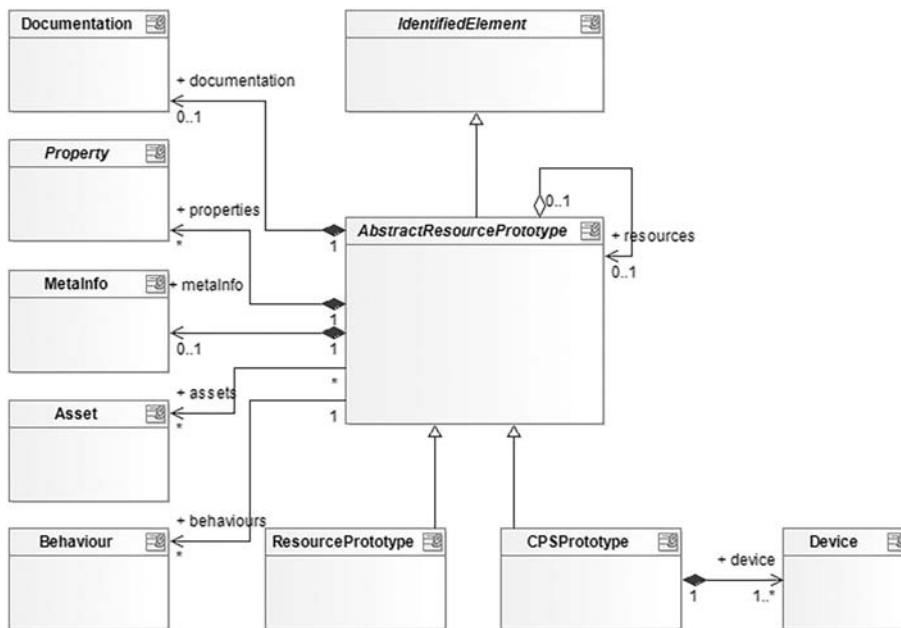 Documentation
IdentifiedElement
+ documentation
0..1
Property
+ properties
*
0..1
AbstractResourcePrototype
+ resources
0..1
1
MetaInfo
+ metaInfo
1
0..1
1
*
+ assets
*
Asset
1
+ behaviours
*
Behaviour
ResourcePrototype
CPSPrototype
+ device
1
1..*
Device